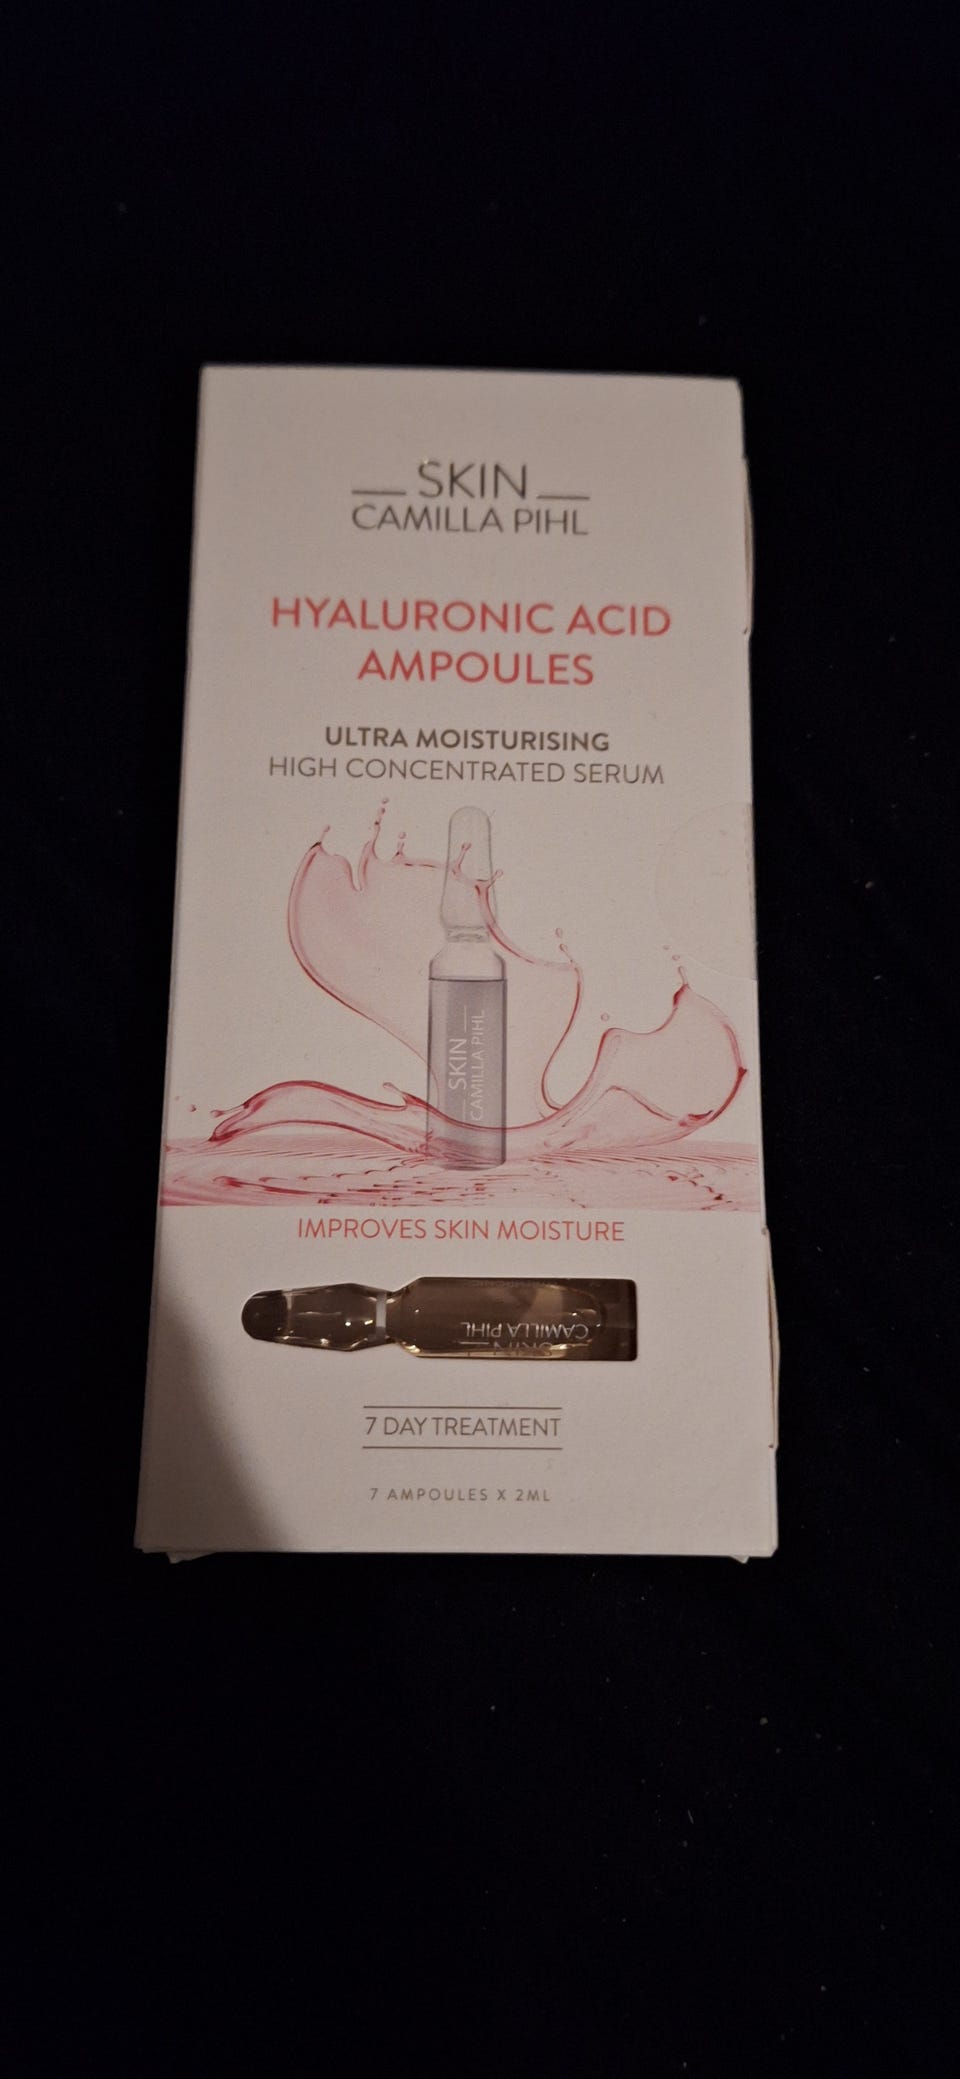 SKIN
CAMILLA PIHL
HYALURONIC ACID
AMPOULES
ULTRA MOISTURISING
HIGH CONCENTRATED SERUM
SKIN
CAMILLA PIHL
IMPROVES SKIN MOISTURE
SKIN
CAMILLA PIHL
7 DAY TREATMENT
7 AMPOULES X 2ML